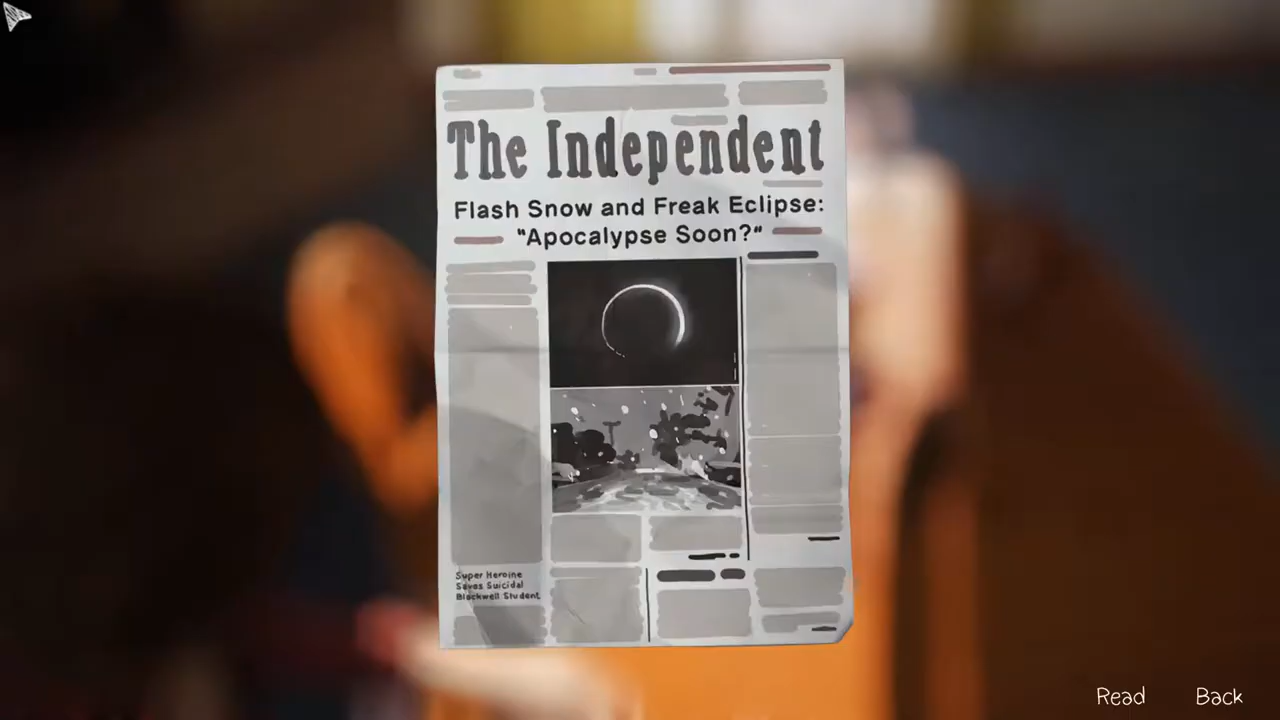 The Independent
Flash Snow and Freak Eclipse:
"Apocalypse Soon?"
Super Heroine
Saves Suicidal
Blackwell Student
Read Back